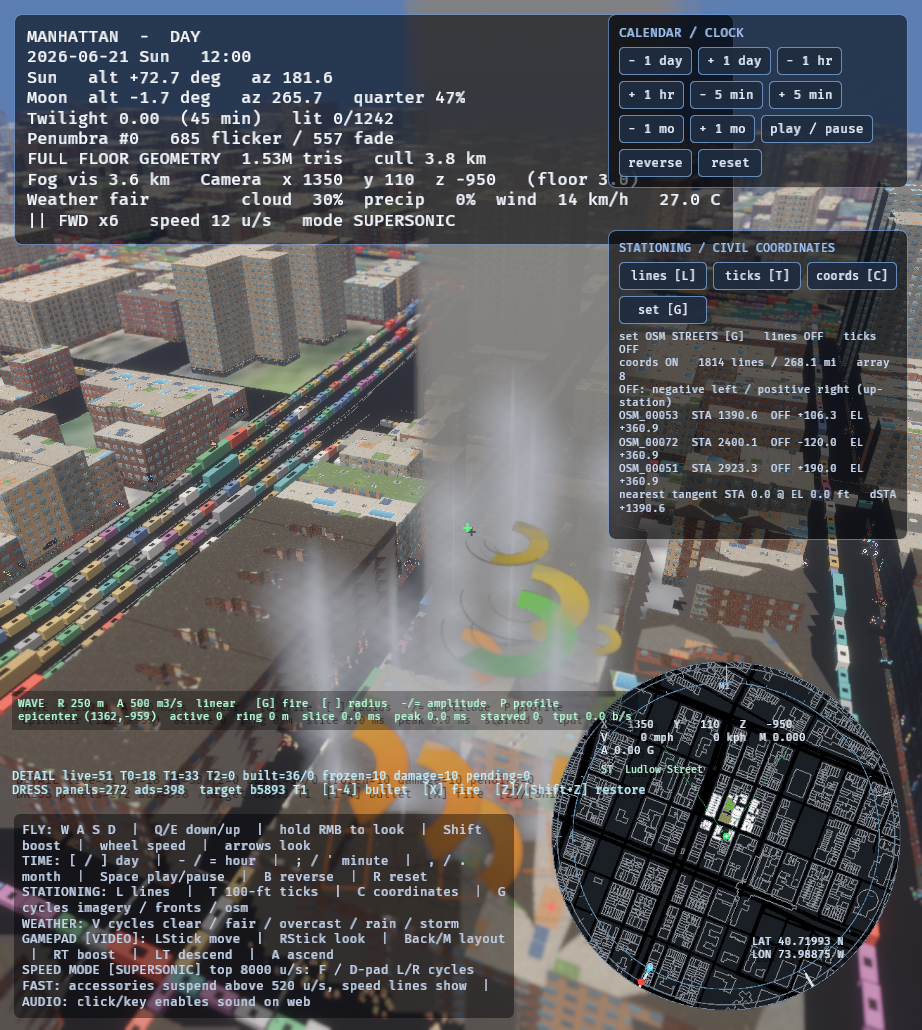 MANHATTAN - DAY
2026-06-21 Sun 12:00
Sun alt +72.7 deg az 181.6
Moon alt -1.7 deg az 265.7 quarter 47%
Twilight 0.00 (45 min) lit 0/1242
Penumbra #0 685 flicker / 557 fade
FULL FLOOR GEOMETRY 1.53M tris cull 3.8 km
Fog vis 3.6 km Camera x 1350 y 110 z -950 (floor 3.0)
Weather fair cloud 30% precip 0% wind 14 km/h 27.0 C
|| FWD x6 speed 12 u/s mode SUPERSONIC
CALENDAR / CLOCK
- 1 day + 1 day - 1 hr
+ 1 hr - 5 min + 5 min
- 1 mo + 1 mo play / pause
reverse reset
STATIONING / CIVIL COORDINATES
lines [L] ticks [T] coords [C]
set [G]
set OSM STREETS [G] lines OFF ticks
OFF
coords ON 1814 lines / 268.1 mi array
8
OFF: negative left / positive right (up-
station)
OSM_00053 STA 1390.6 OFF +106.3 EL
+360.9
OSM_00072 STA 2400.1 OFF -120.0 EL
+360.9
OSM_00051 STA 2923.3 OFF +190.0 EL
+360.9
nearest tangent STA 0.0 @ EL 0.0 ft dSTA
+1390.6
WAVE R 250 m A 500 m3/s linear [G] fire [ ] radius -/= amplitude P profile
epicenter (1362,-959) active 0 ring 0 m slice 0.0 ms peak 0.0 ms starved 0 tput 0.0 b/s
1350 Y 110 Z -950
V 0 mph 0 kph M 0.000
A 0.00 G
ST Ludlow Street
DETAIL live=51 T0=18 T1=33 T2=0 built=36/0 frozen=10 damage=10 pending=0
DRESS panels=272 ads=398 target b5893 T1 [1-4] bullet [X] fire [Z]/[Shift+Z] restore
FLY: W A S D | Q/E down/up | hold RMB to look | Shift
boost | wheel speed | arrows look
TIME: [ / ] day | - / = hour | ; / ' minute | , / .
month | Space play/pause | B reverse | R reset
STATIONING: L lines | T 100-ft ticks | C coordinates | G
cycles imagery / fronts / osm
WEATHER: V cycles clear / fair / overcast / rain / storm
GAMEPAD [VIDEO]: LStick move | RStick look | Back/M layout
| RT boost | LT descend | A ascend
SPEED MODE [SUPERSONIC] top 8000 u/s: F / D-pad L/R cycles
FAST: accessories suspend above 520 u/s, speed lines show |
AUDIO: click/key enables sound on web
LAT 40.71993 N
LON 73.98875 W